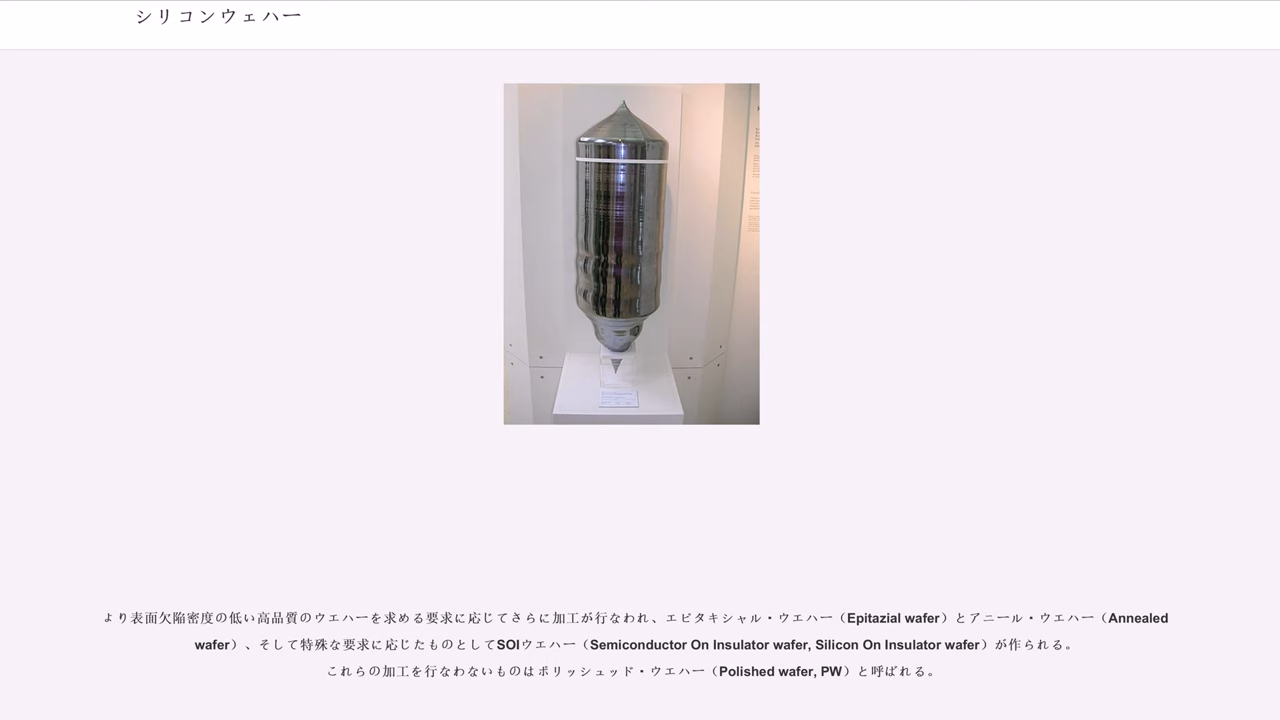 シリコンウェハー
より表面欠陥密度の低い高品質のウエハーを求める要求に応じてさらに加工が行なわれ、エピタキシャル・ウエハー（Epitazial wafer）とアニール・ウエハー（Annealed
wafer）、そして特殊な要求に応じたものとしてSOIウエハー（Semiconductor On Insulator wafer, Silicon On Insulator wafer）が作られる。
これらの加工を行なわないものはポリッシュッド・ウエハー（Polished wafer, PW）と呼ばれる。